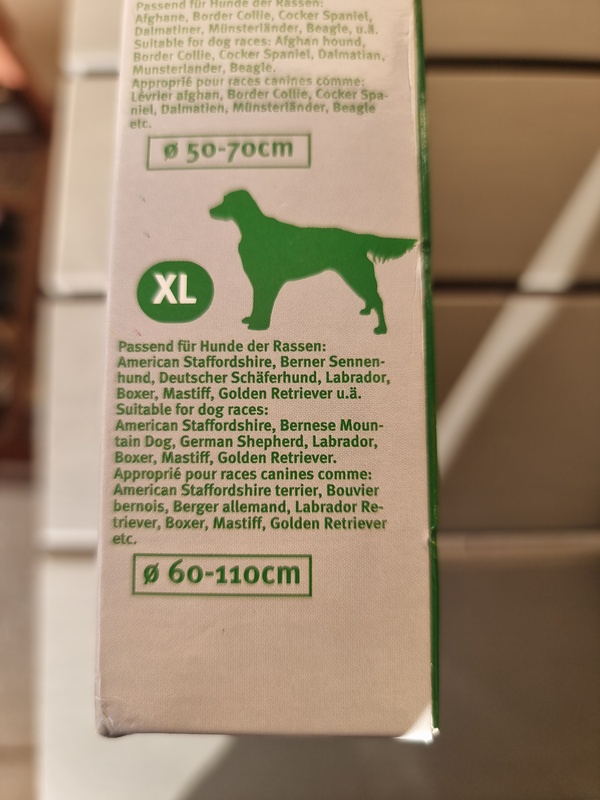 Passend für Hunde der Rassen:
Afghane, Border Collie, Cocker Spaniel,
Dalmatiner, Münsterländer, Beagle, u.ä.
Suitable for dog races: Afghan hound,
Border Collie, Cocker Spaniel, Dalmatian,
Munsterlander, Beagle.
Approprié pour races canines comme:
Lévrier afghan, Border Collie, Cocker Spa-
niel, Dalmatien, Münsterländer, Beagle
etc.
ø 50-70cm
XL
Passend für Hunde der Rassen:
American Staffordshire, Berner Sennen-
hund, Deutscher Schäferhund, Labrador,
Boxer, Mastiff, Golden Retriever u.ä.
Suitable for dog races:
American Staffordshire, Bernese Moun-
tain Dog, German Shepherd, Labrador,
Boxer, Mastiff, Golden Retriever.
Approprié pour races canines comme:
American Staffordshire terrier, Bouvier
bernois, Berger allemand, Labrador Re-
triever, Boxer, Mastiff, Golden Retriever
etc.
ø 60-110cm